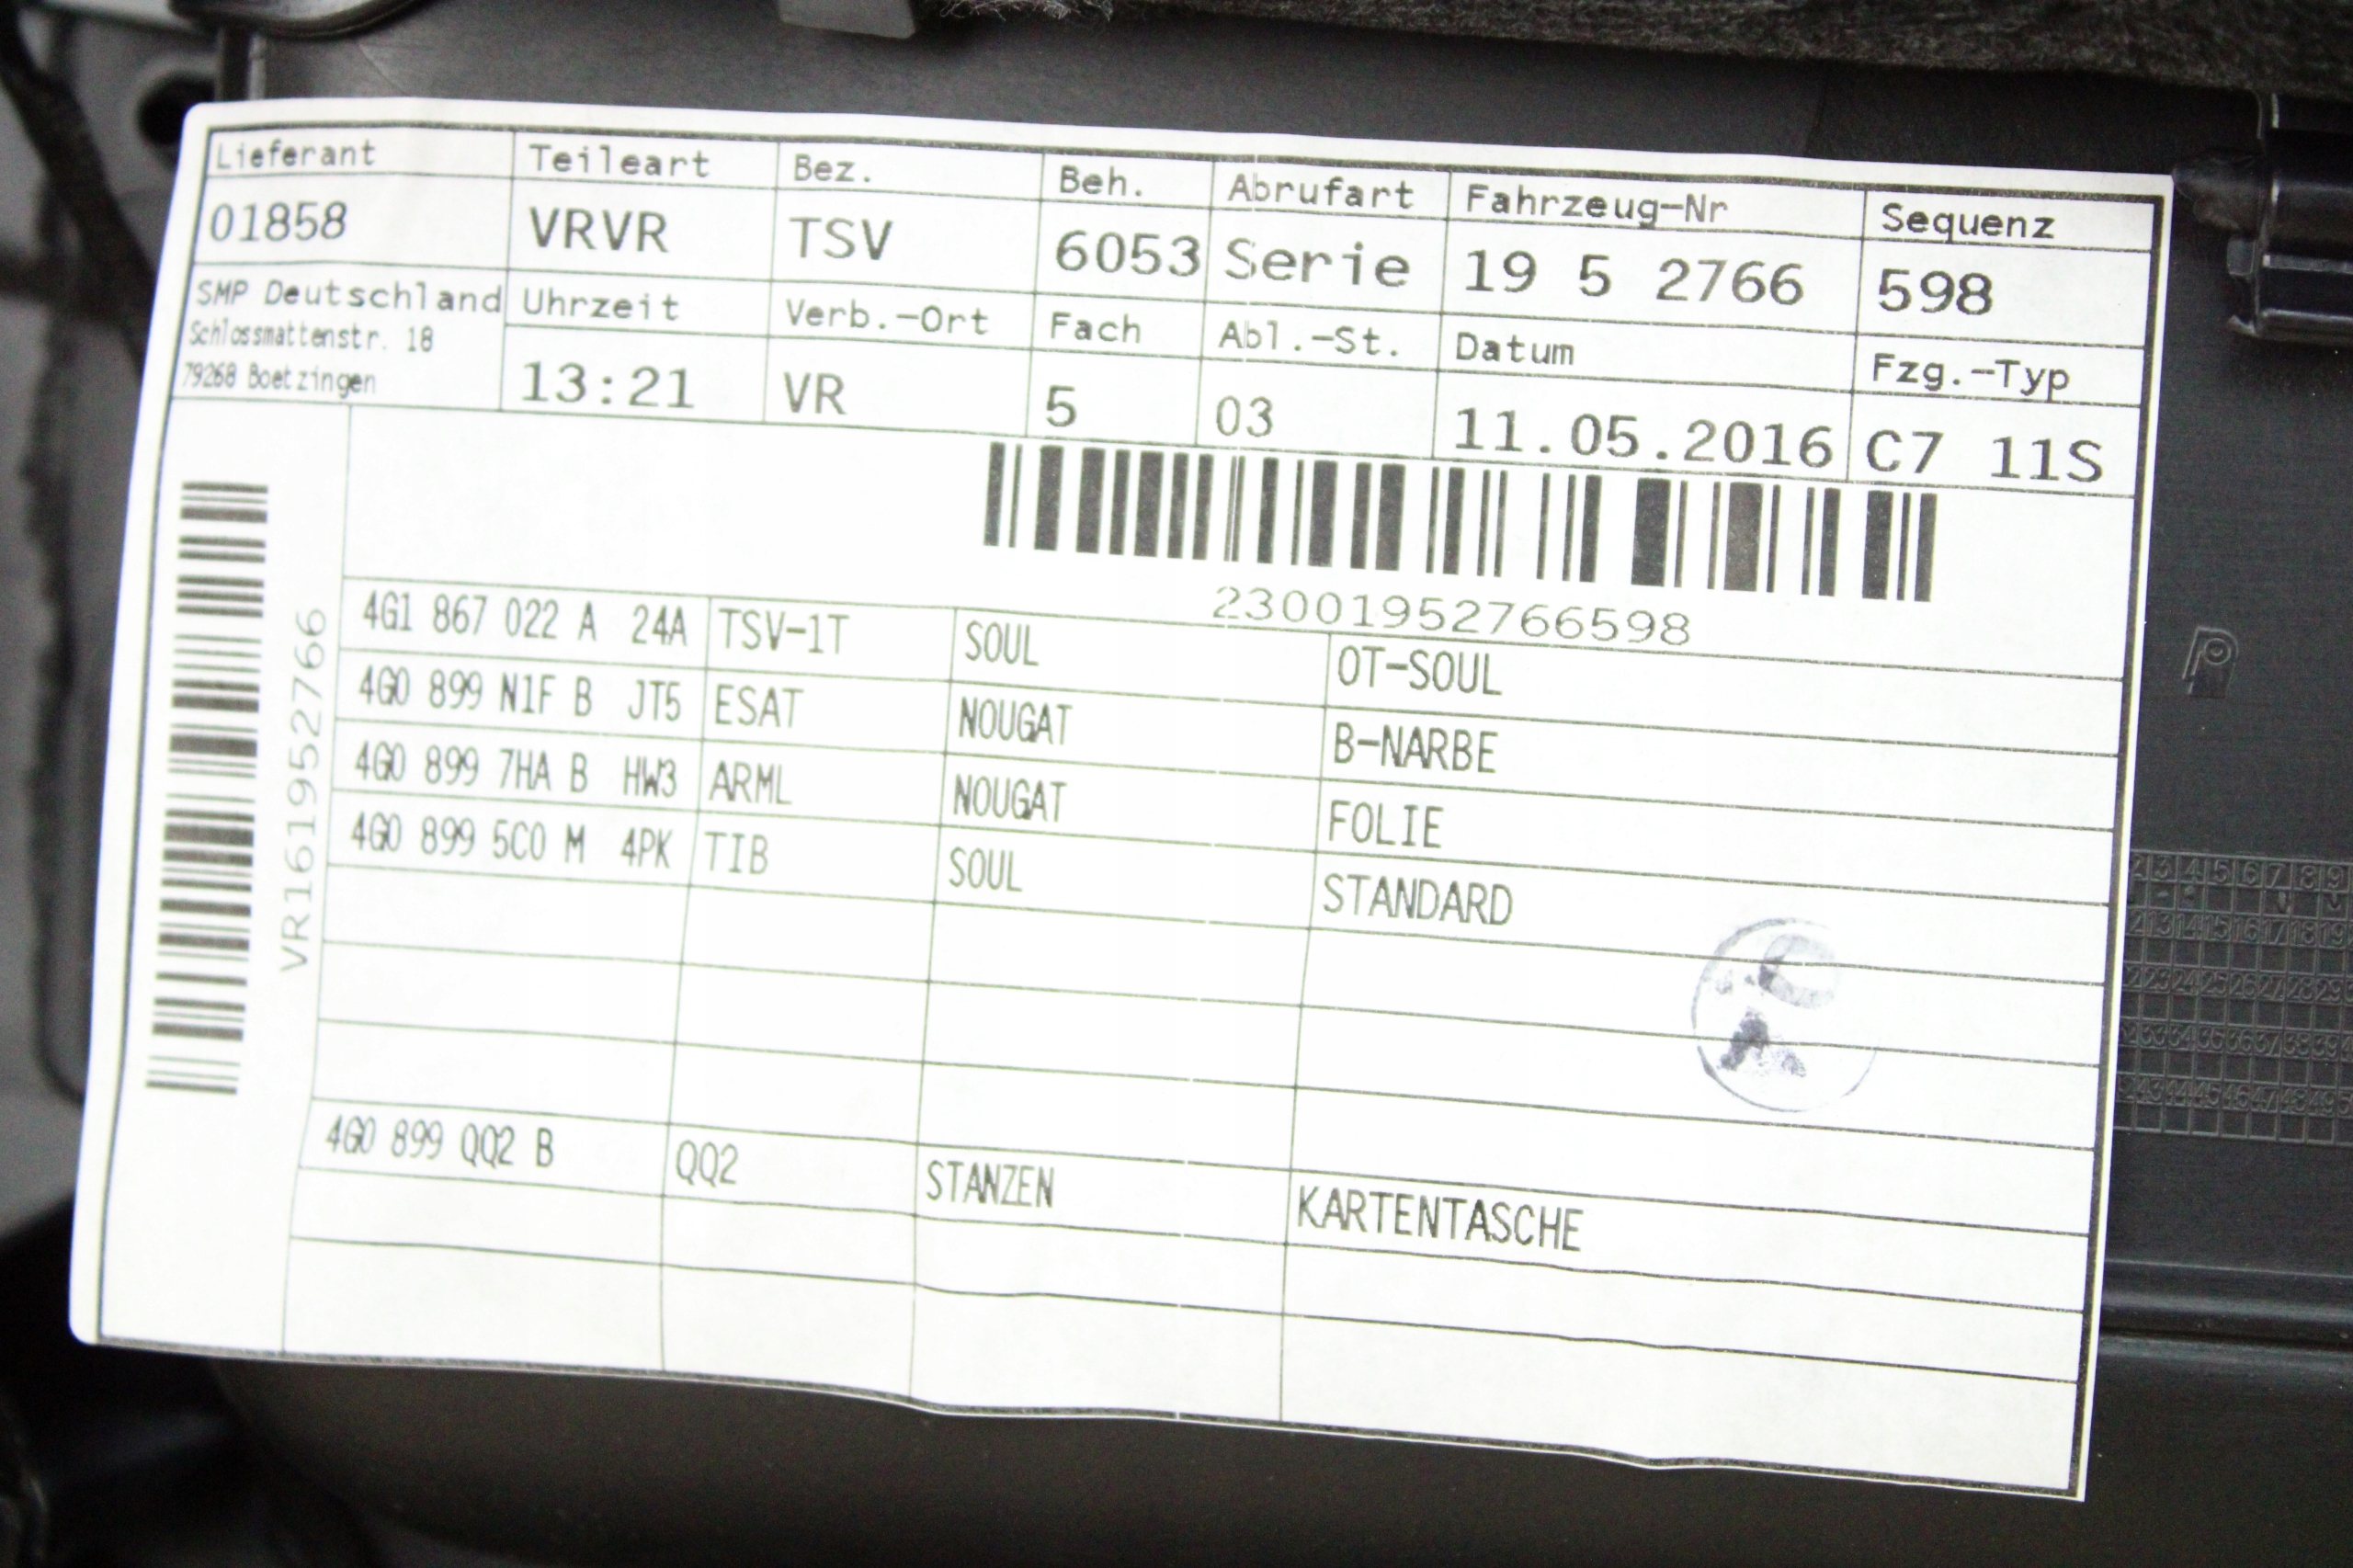 Lieferant Teileart Bez. Beh. Abrufart Fahrzeug-Nr Sequenz
01858 VRVR TSV 6053 Serie 19 5 2766 598
SMP Deutschland Uhrzeit Verb.-Ort Fach Abl.-St. Datum Fzg.-Typ
Schlossmattenstr. 18
79268 Boetzingen 13:21 VR 5 03 11.05.2016 C7 11S
23001952766598
VR161952766
4G1 867 022 A 24A TSV-1T SOUL OT-SOUL
4G0 899 N1F B JT5 ESAT NOUGAT B-NARBE
4G0 899 7HA B HW3 ARML NOUGAT FOLIE
4G0 899 5C0 M 4PK TIB SOUL STANDARD
4G0 899 QQ2 B QQ2 STANZEN KARTENTASCHE